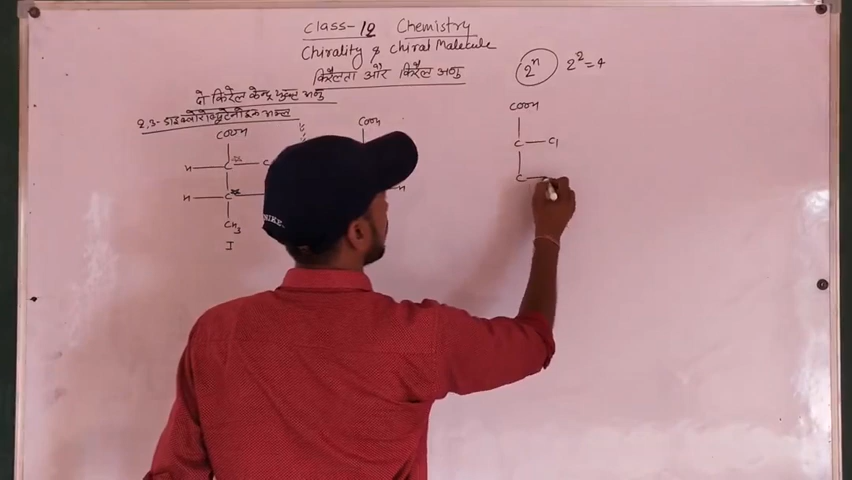 Class-12 Chemistry
Chirality & Chiral Molecule
किरैलता और किरैल अणु
2ⁿ 2²=4
दो किरैल केन्द्र युक्त अणु
2,3-डाइक्लोरोब्यूटेनोइक अम्ल
COOH
H C C
H C
CH3
I
COOH
H
COOH
C Cl
C
NIKE